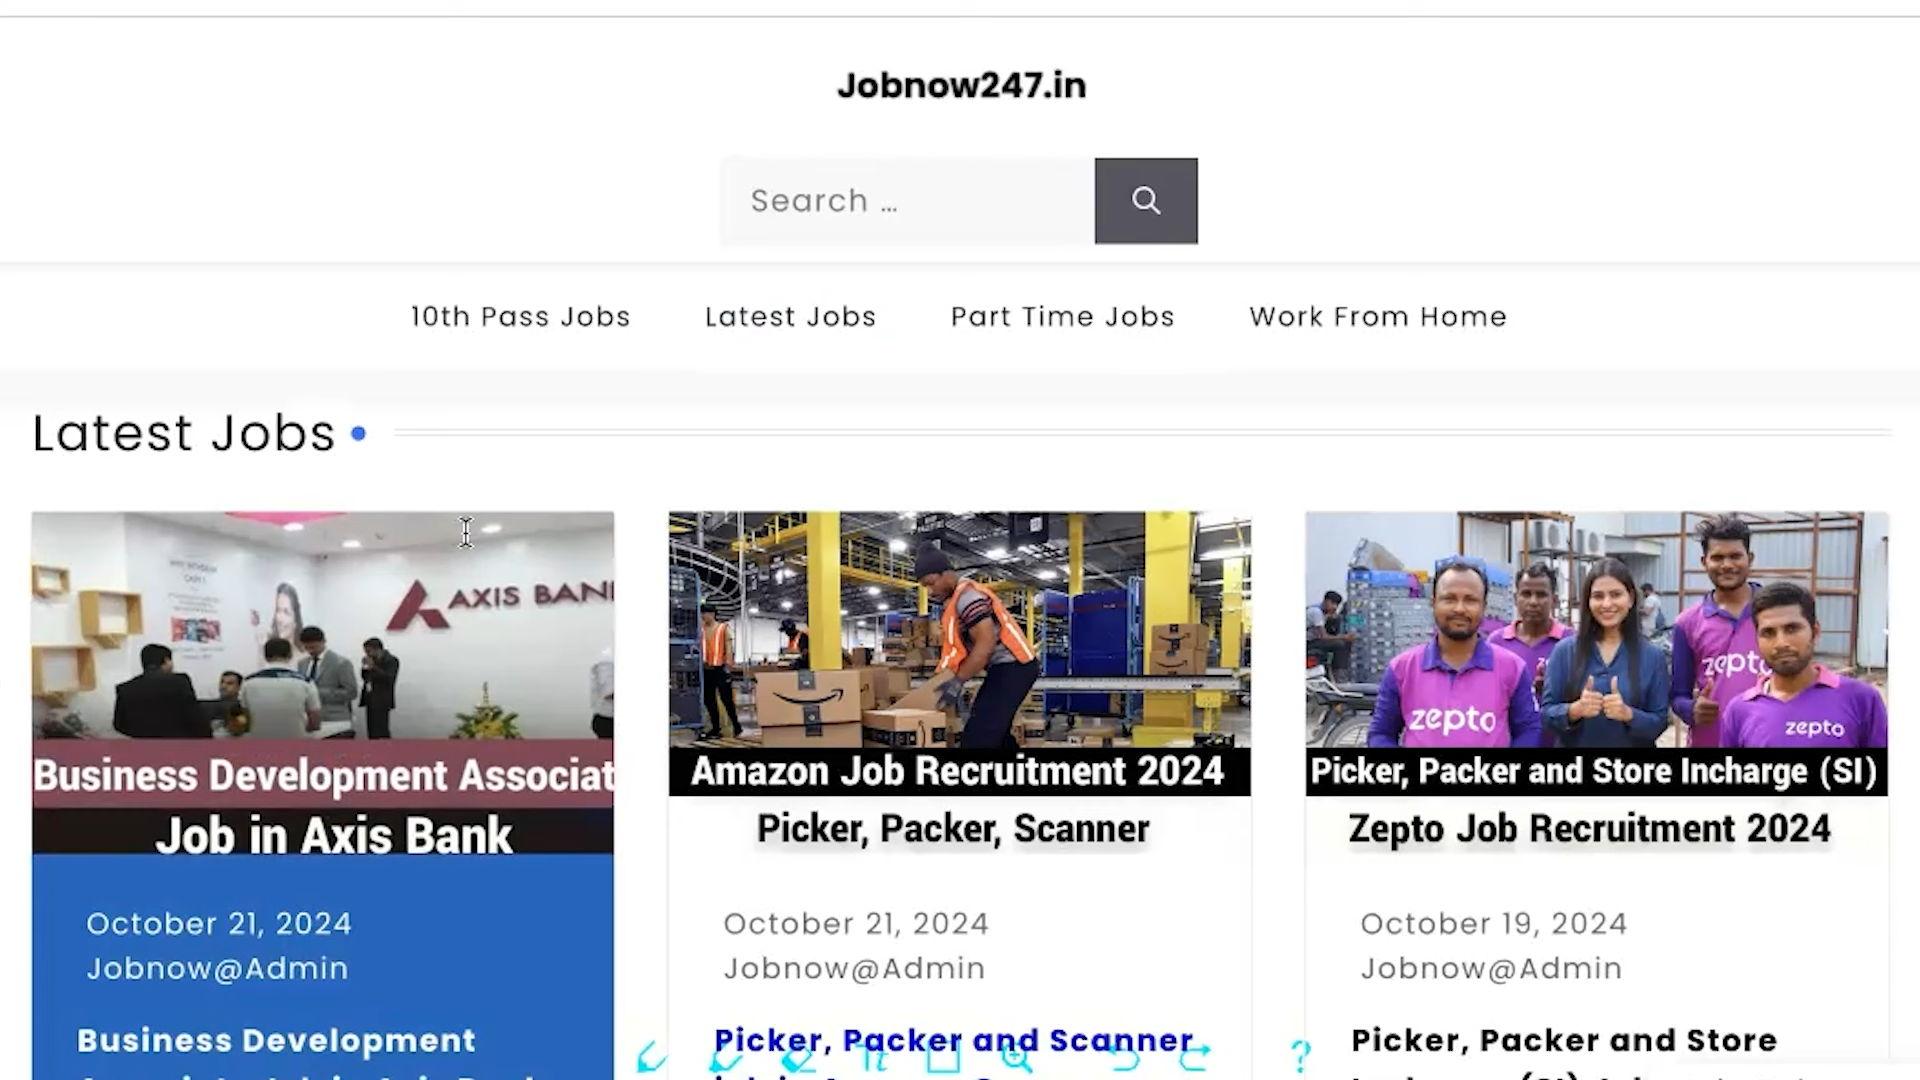 Jobnow247.in
Search ...
10th Pass Jobs
Latest Jobs
Part Time Jobs
Work From Home
Latest Jobs
AXIS BAN
Business Development Associat
Job in Axis Bank
October 21, 2024
Jobnow@Admin
Business Development
Amazon Job Recruitment 2024
Picker, Packer, Scanner
October 21, 2024
Jobnow@Admin
Picker, Packer and Scanner
zepto
zepto
zepto
Picker, Packer and Store Incharge (SI)
Zepto Job Recruitment 2024
October 19, 2024
Jobnow@Admin
Picker, Packer and Store
Tt
?